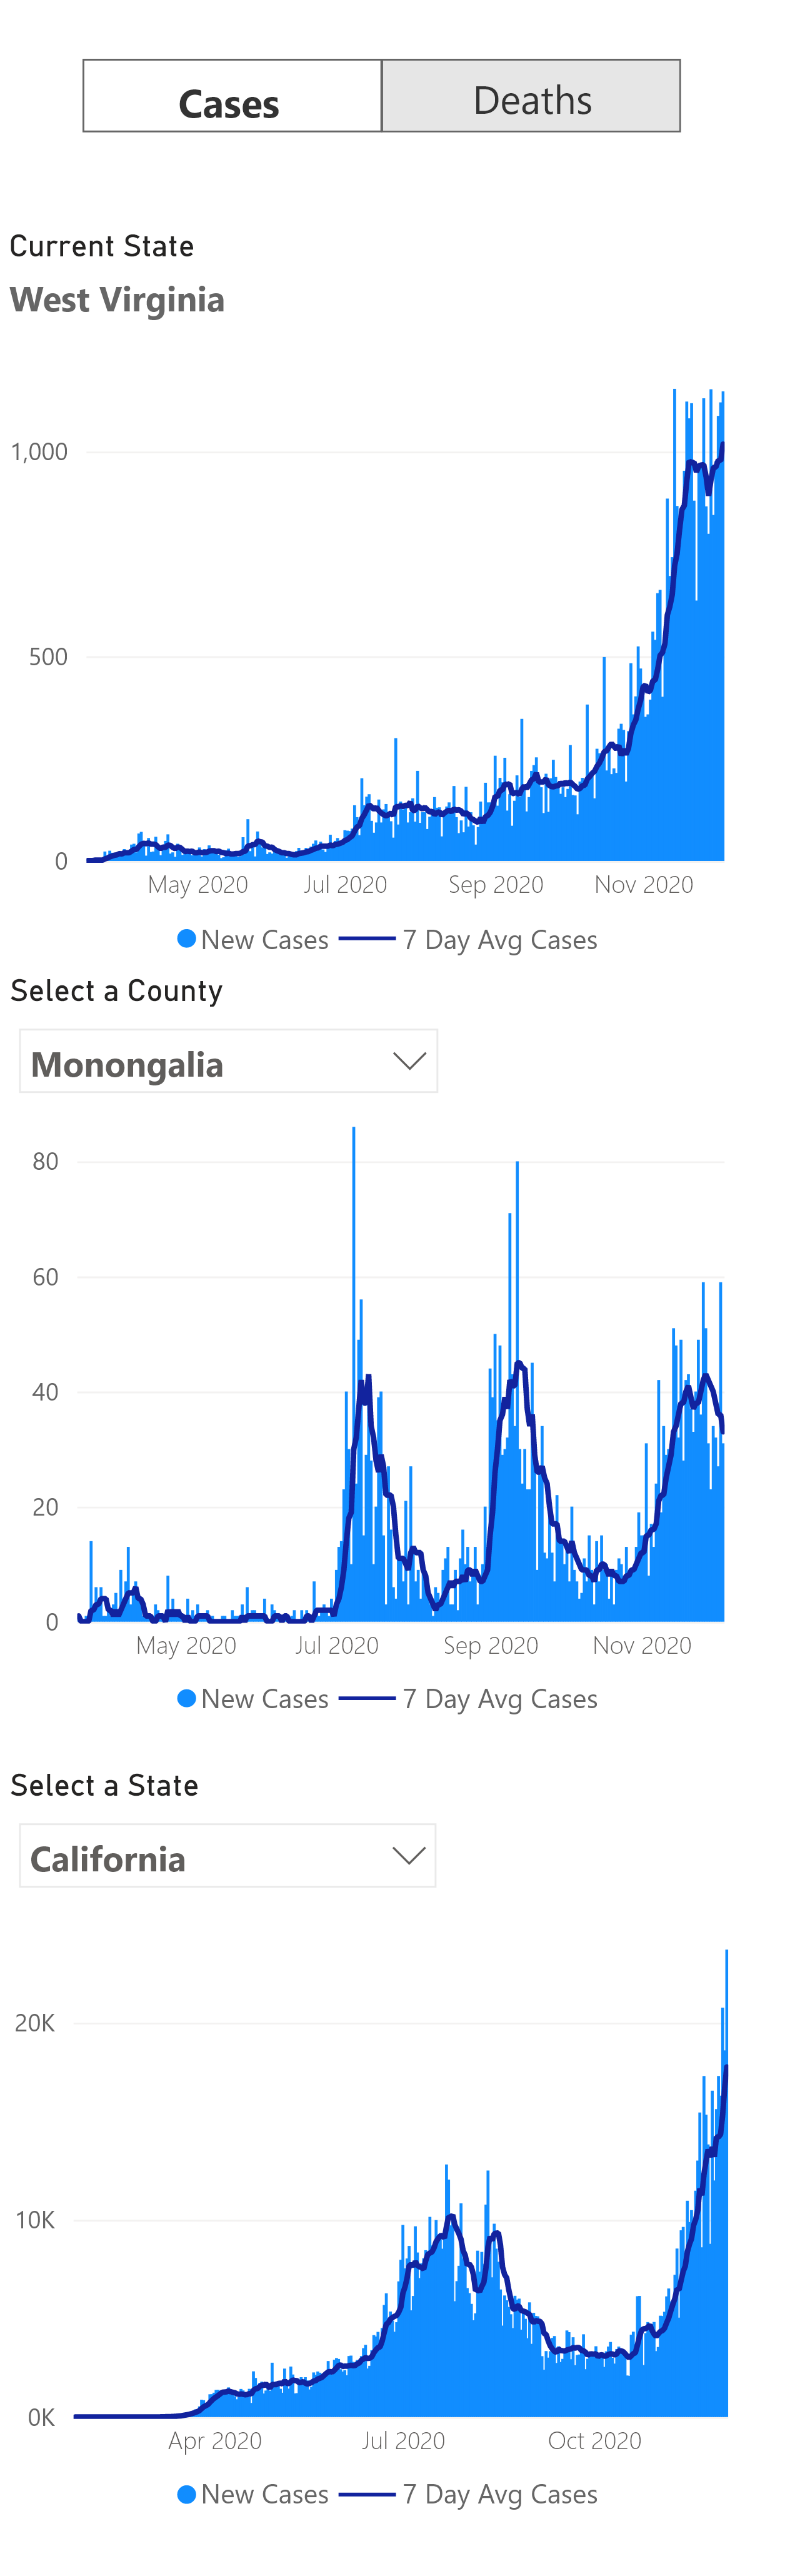 Cases Deaths
Current State
West Virginia
1,000
500
0
May 2020 Jul 2020 Sep 2020 Nov 2020
New Cases 7 Day Avg Cases
Select a County
Monongalia
80
60
40
20
0
May 2020 Jul 2020 Sep 2020 Nov 2020
New Cases 7 Day Avg Cases
Select a State
California
20K
10K
0K
Apr 2020 Jul 2020 Oct 2020
New Cases 7 Day Avg Cases